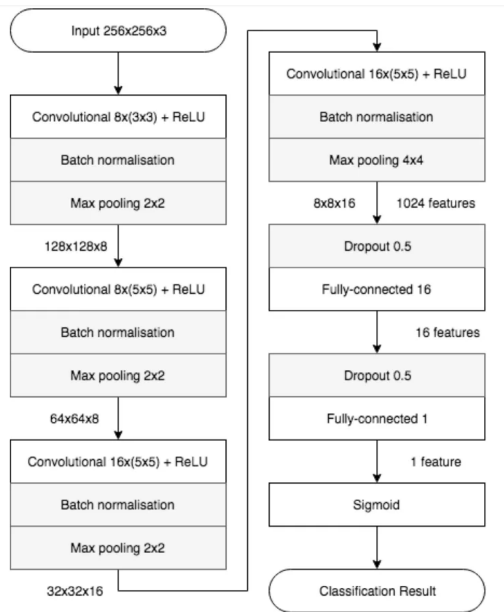 Input 256x256x3
Convolutional 8x(3x3) + ReLU
Batch normalisation
Max pooling 2x2
128x128x8
Convolutional 8x(5x5) + ReLU
Batch normalisation
Max pooling 2x2
64x64x8
Convolutional 16x(5x5) + ReLU
Batch normalisation
Max pooling 2x2
32x32x16
Convolutional 16x(5x5) + ReLU
Batch normalisation
Max pooling 4x4
8x8x16 1024 features
Dropout 0.5
Fully-connected 16
16 features
Dropout 0.5
Fully-connected 1
1 feature
Sigmoid
Classification Result